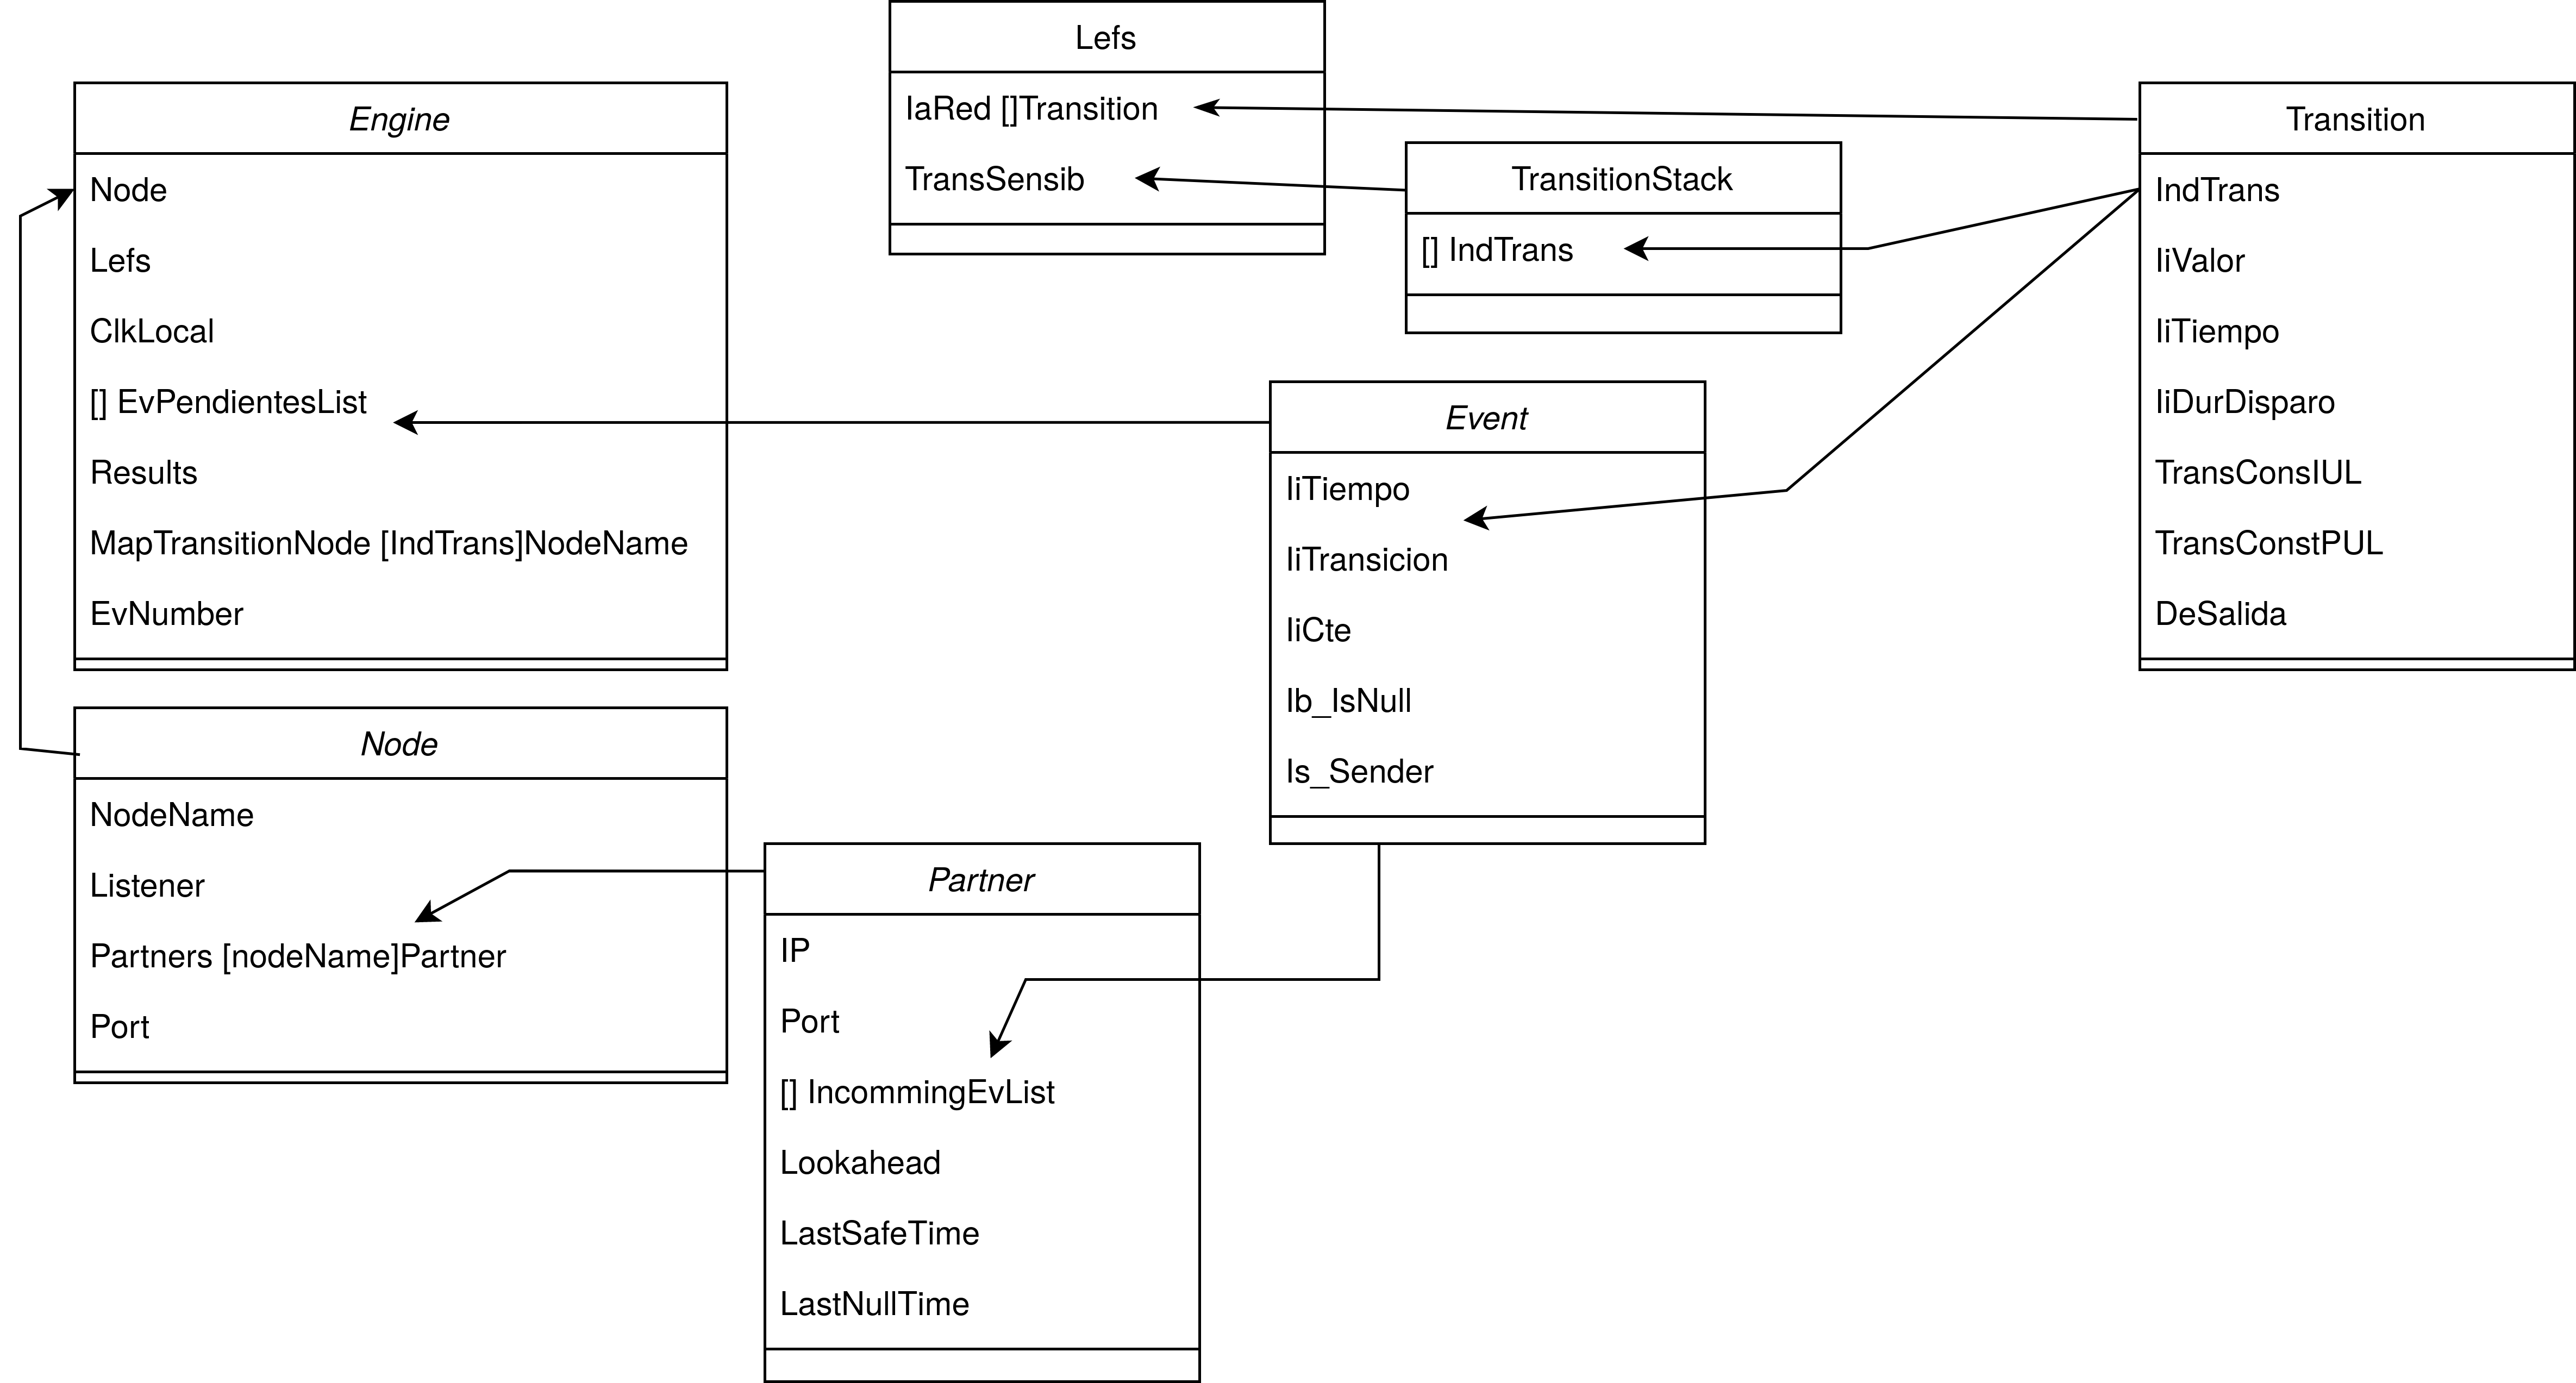 Lefs
IaRed []Transition
TransSensib
Engine
Node
Lefs
ClkLocal
[] EvPendientesList
Results
MapTransitionNode [IndTrans]NodeName
EvNumber
TransitionStack
[] IndTrans
Transition
IndTrans
IiValor
IiTiempo
IiDurDisparo
TransConsIUL
TransConstPUL
DeSalida
Event
IiTiempo
IiTransicion
IiCte
Ib_IsNull
Is_Sender
Node
NodeName
Listener
Partners [nodeName]Partner
Port
Partner
IP
Port
[] IncommingEvList
Lookahead
LastSafeTime
LastNullTime